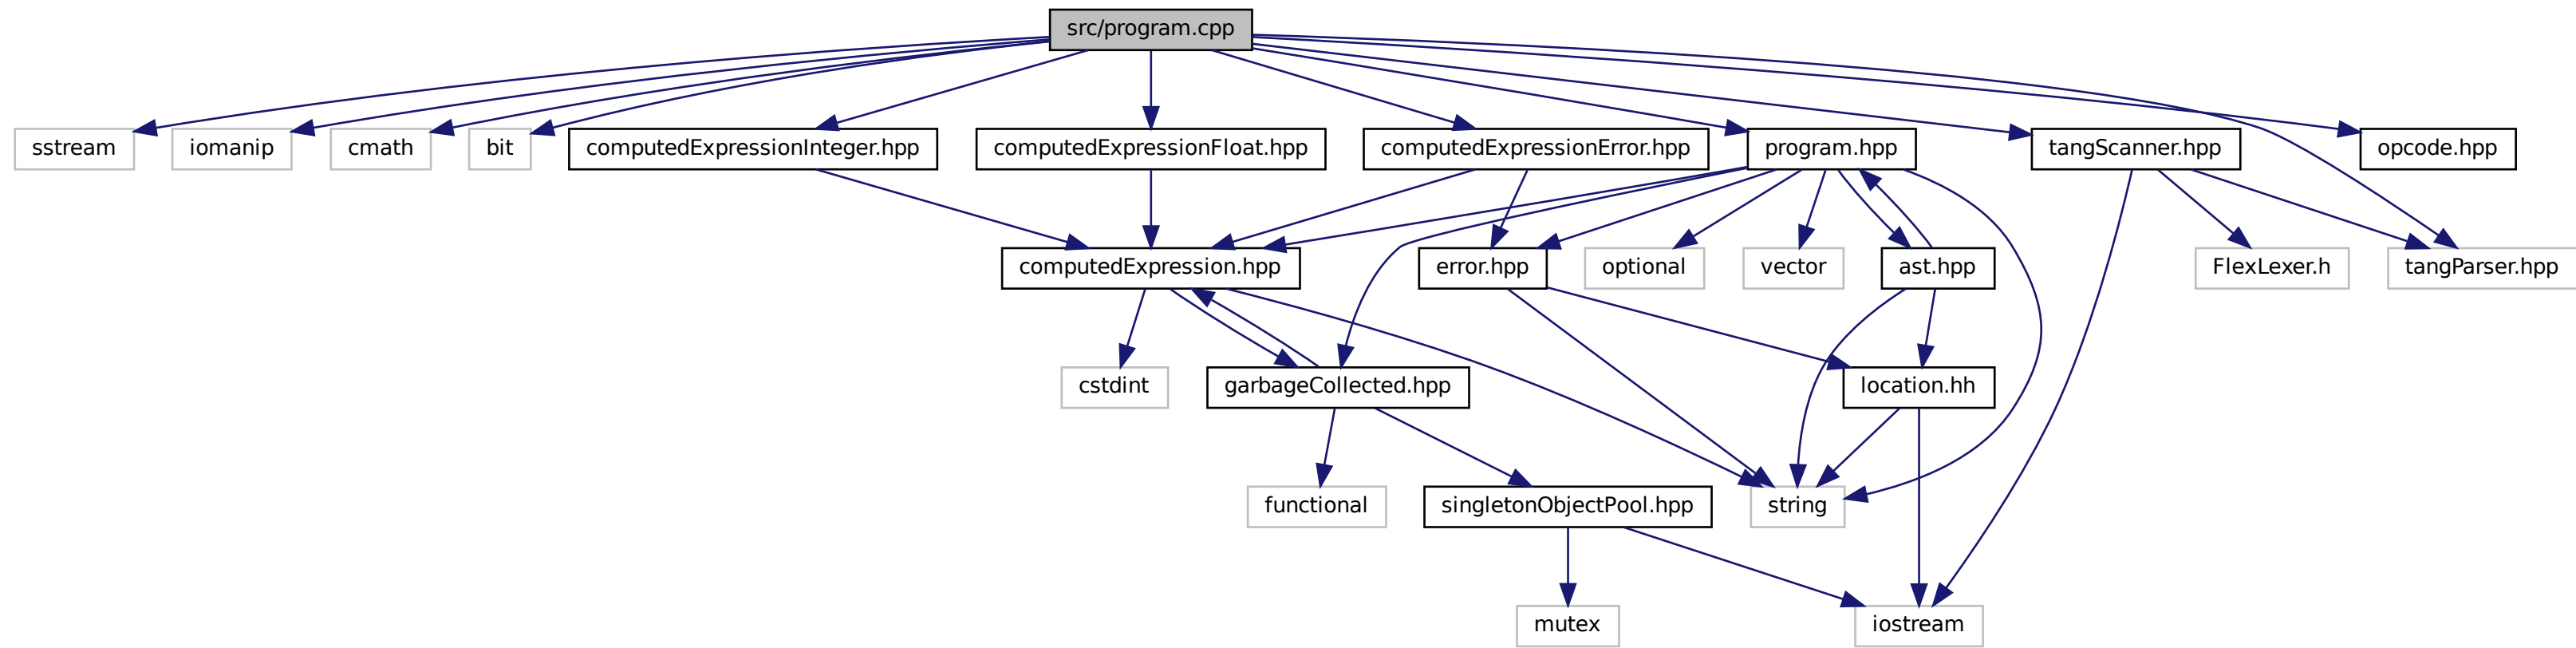 src/program.cpp
sstream
iomanip
cmath
bit
computedExpressionInteger.hpp
computedExpressionFloat.hpp
computedExpressionError.hpp
program.hpp
tangScanner.hpp
opcode.hpp
computedExpression.hpp
error.hpp
optional
vector
ast.hpp
FlexLexer.h
tangParser.hpp
cstdint
garbageCollected.hpp
location.hh
functional
singletonObjectPool.hpp
string
mutex
iostream